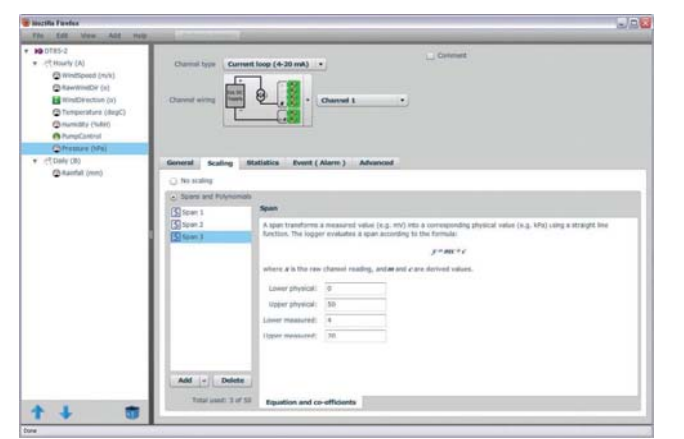 Mozilla Firefox
File Edit View Add Help
DT85-2
Hourly (A)
WindSpeed (m/s)
RawWindDir (o)
WindDirection (o)
Temperature (degC)
Humidity (%RH)
PumpControl
Pressure (hPa)
Daily (B)
Rainfall (mm)
Channel type Current loop (4-20 mA) Comment
Channel wiring Channel 1
General Scaling Statistics Event ( Alarm ) Advanced
No scaling
Spans and Polynomials
Span 1
Span 2
Span 3
Span
A span transforms a measured value (e.g. mV) into a corresponding physical value (e.g. kPa) using a straight line
function. The logger evaluates a span according to the formula:
y = mx + c
where x is the raw channel reading, and m and c are derived values.
Lower physical: 0
Upper physical: 50
Lower measured: 4
Upper measured: 20
Add Delete
Total used: 3 of 50
Equation and co-efficients
Done